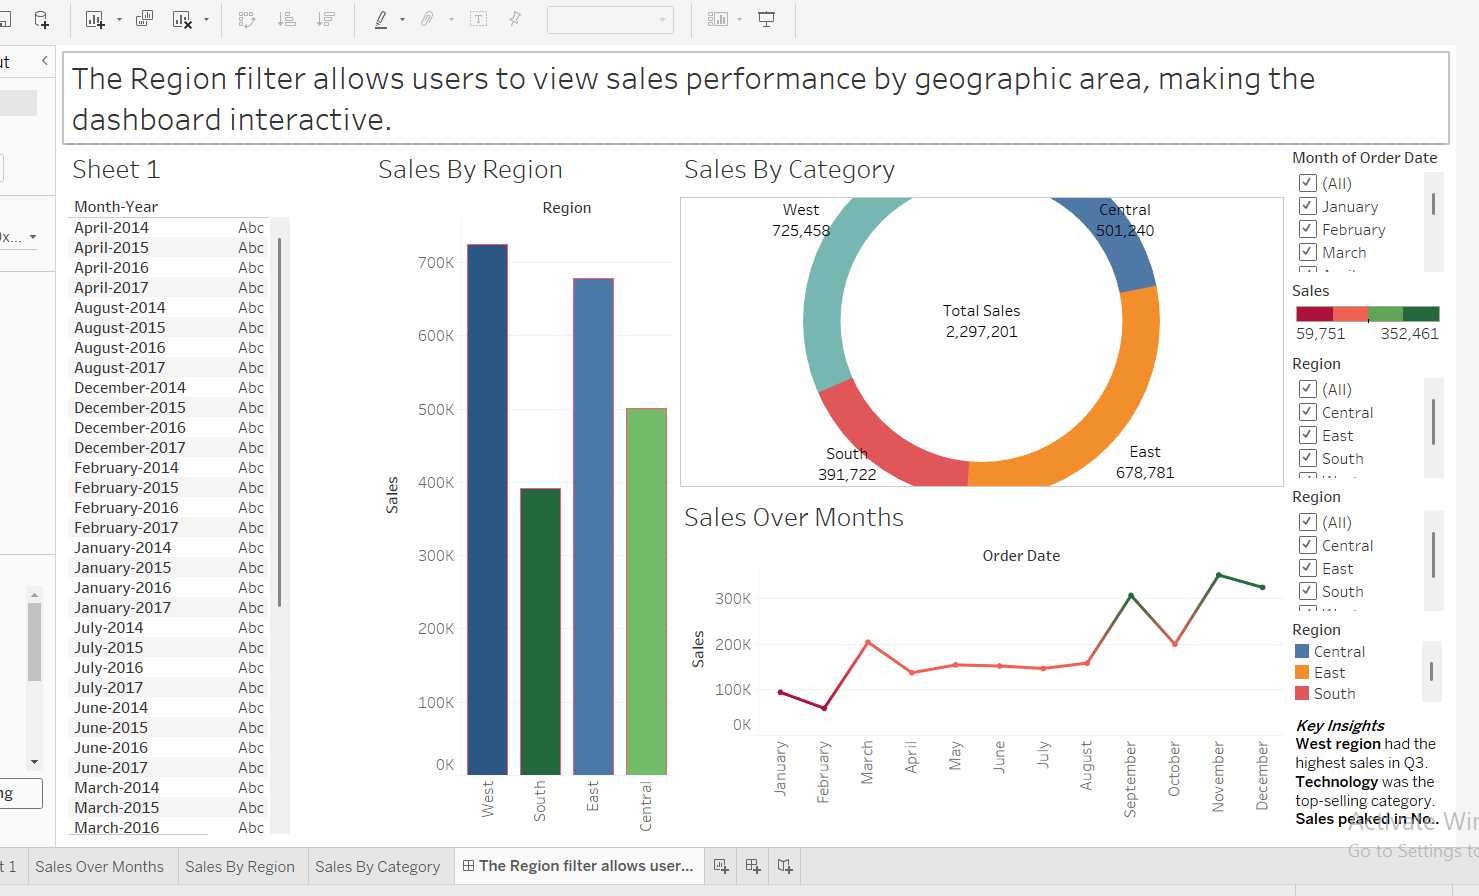 ut
The Region filter allows users to view sales performance by geographic area, making the
dashboard interactive.
Sheet 1
Month-Year
April-2014 Abc
April-2015 Abc
April-2016 Abc
April-2017 Abc
August-2014 Abc
August-2015 Abc
August-2016 Abc
August-2017 Abc
December-2014 Abc
December-2015 Abc
December-2016 Abc
December-2017 Abc
February-2014 Abc
February-2015 Abc
February-2016 Abc
February-2017 Abc
January-2014 Abc
January-2015 Abc
January-2016 Abc
January-2017 Abc
July-2014 Abc
July-2015 Abc
July-2016 Abc
July-2017 Abc
June-2014 Abc
June-2015 Abc
June-2016 Abc
June-2017 Abc
March-2014 Abc
March-2015 Abc
March-2016 Abc
Sales By Region
Region
700K
600K
500K
400K
300K
200K
100K
0K
Sales
West
South
East
Central
Sales By Category
West
725,458
Central
501,240
Total Sales
2,297,201
South
391,722
East
678,781
Sales Over Months
Order Date
300K
200K
100K
0K
Sales
January
February
March
April
May
June
July
August
September
October
November
December
Month of Order Date
(All)
January
February
March
Sales
59,751 352,461
Region
(All)
Central
East
South
Region
(All)
Central
East
South
Region
Central
East
South
Key Insights
West region had the
highest sales in Q3.
Technology was the
top-selling category.
Sales peaked in No..
Activate Win
Go to Settings to
ng
t 1
Sales Over Months
Sales By Region
Sales By Category
The Region filter allows user...